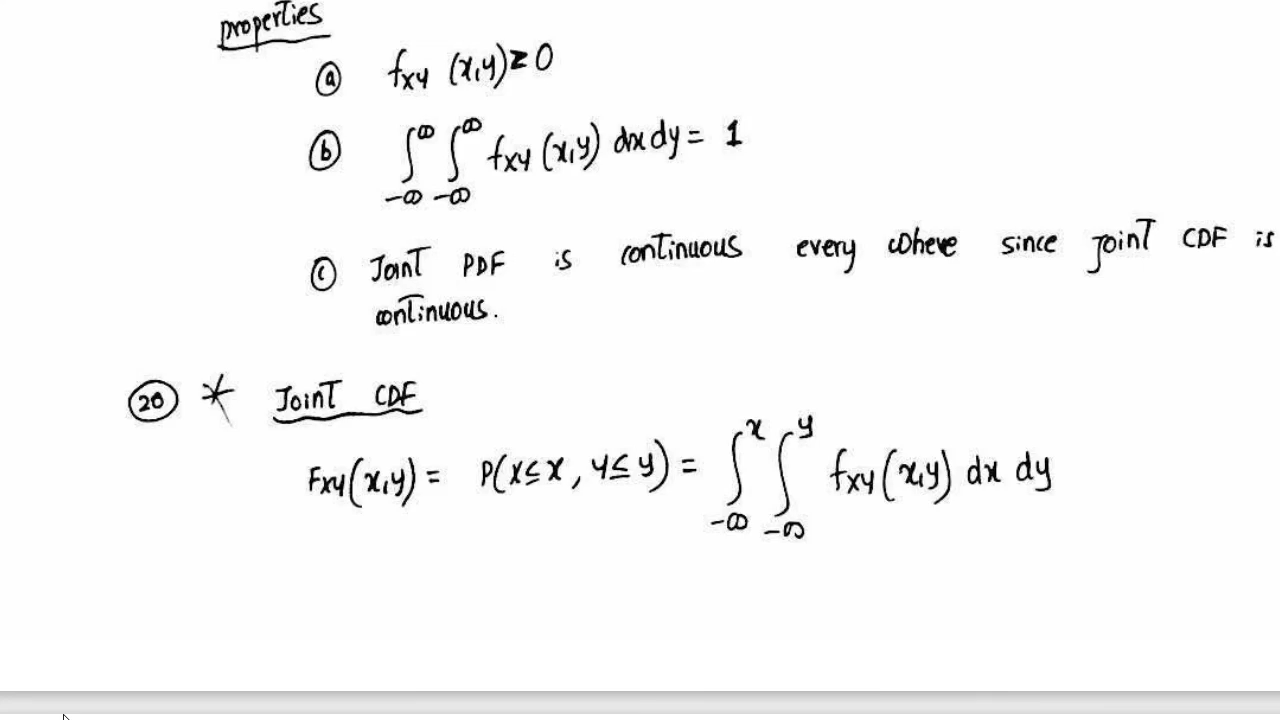 properties
ⓐ fxy (x,y) ≥ 0
ⓑ ∫_{-∞}^{∞} ∫_{-∞}^{∞} fxy (x,y) dx dy = 1
ⓒ Joint PDF is continuous every where since joint CDF is
continuous.
⑳ * Joint CDF
Fxy(x,y) = P(X≤x, Y≤y) = ∫_{-∞}^{x} ∫_{-∞}^{y} fxy(x,y) dx dy